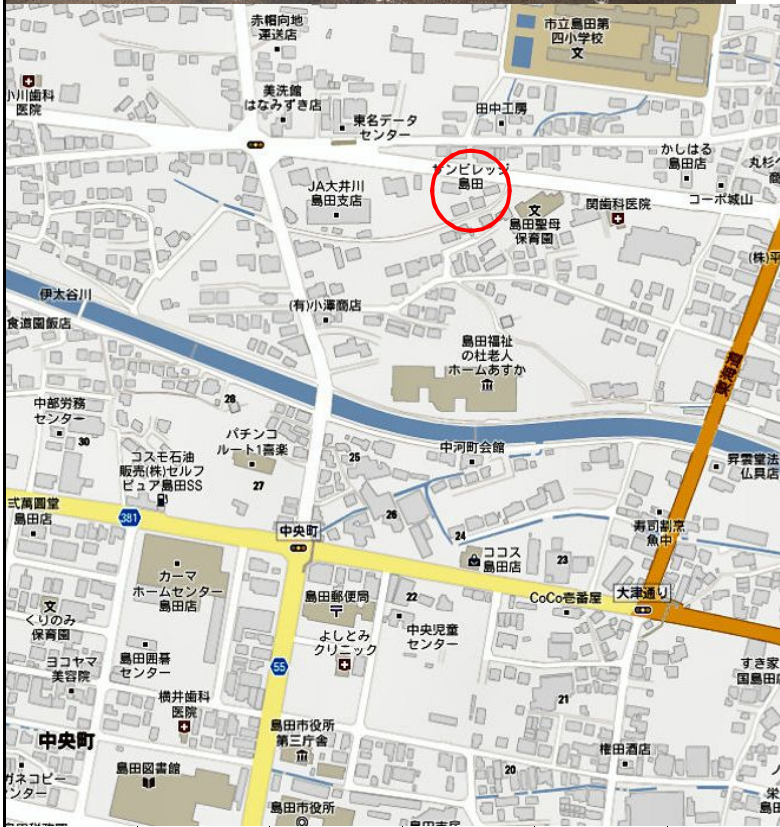 赤帽向地
運送店
市立島田第
四小学校
文
小川歯科
医院
美洗館
はなみずき店
東名データ
センター
田中工房
かしはる
島田店
サンビレッジ
島田
JA大井川
島田支店
文
島田聖母
保育園
関歯科医院
コーポ城山
(株)平
伊太谷川
(有)小澤商店
食道園飯店
島田福祉
の杜老人
ホームあすか
東海道
28
中部労務
センター
30
パチンコ
ルート1喜楽
中河町会館
25
コスモ石油
販売(株)セルフ
ピュア島田SS
27
昇雲堂法
仏具店
弐萬圓堂
島田店
381
中央町
26
24
寿司割烹
魚中
ココス
島田店
23
カーマ
ホームセンター
島田店
島田郵便局
22
CoCo壱番屋
大津通り
文
くりのみ
保育園
よしとみ
クリニック
中央児童
センター
ヨコヤマ
美容院
島田囲碁
センター
55
すき家
国島田店
横井歯科
医院
21
中央町
島田市役所
第三庁舎
権田酒店
島田図書館
20
ガネコピー
ンター
島田市役所